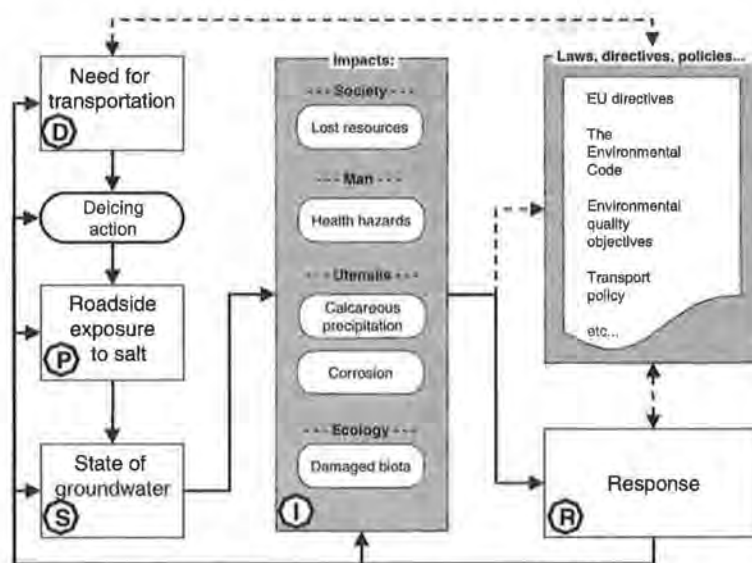 Need for
transportation
D
Deicing
action
Roadside
exposure
to salt
P
State of
groundwater
S
Impacts:
--- Society ---
Lost resources
--- Man ---
Health hazards
--- Utensils ---
Calcareous
precipitation
Corrosion
--- Ecology ---
Damaged biota
I
Laws, directives, policies...
EU directives
The
Environmental
Code
Environmental
quality
objectives
Transport
policy
etc...
Response
R